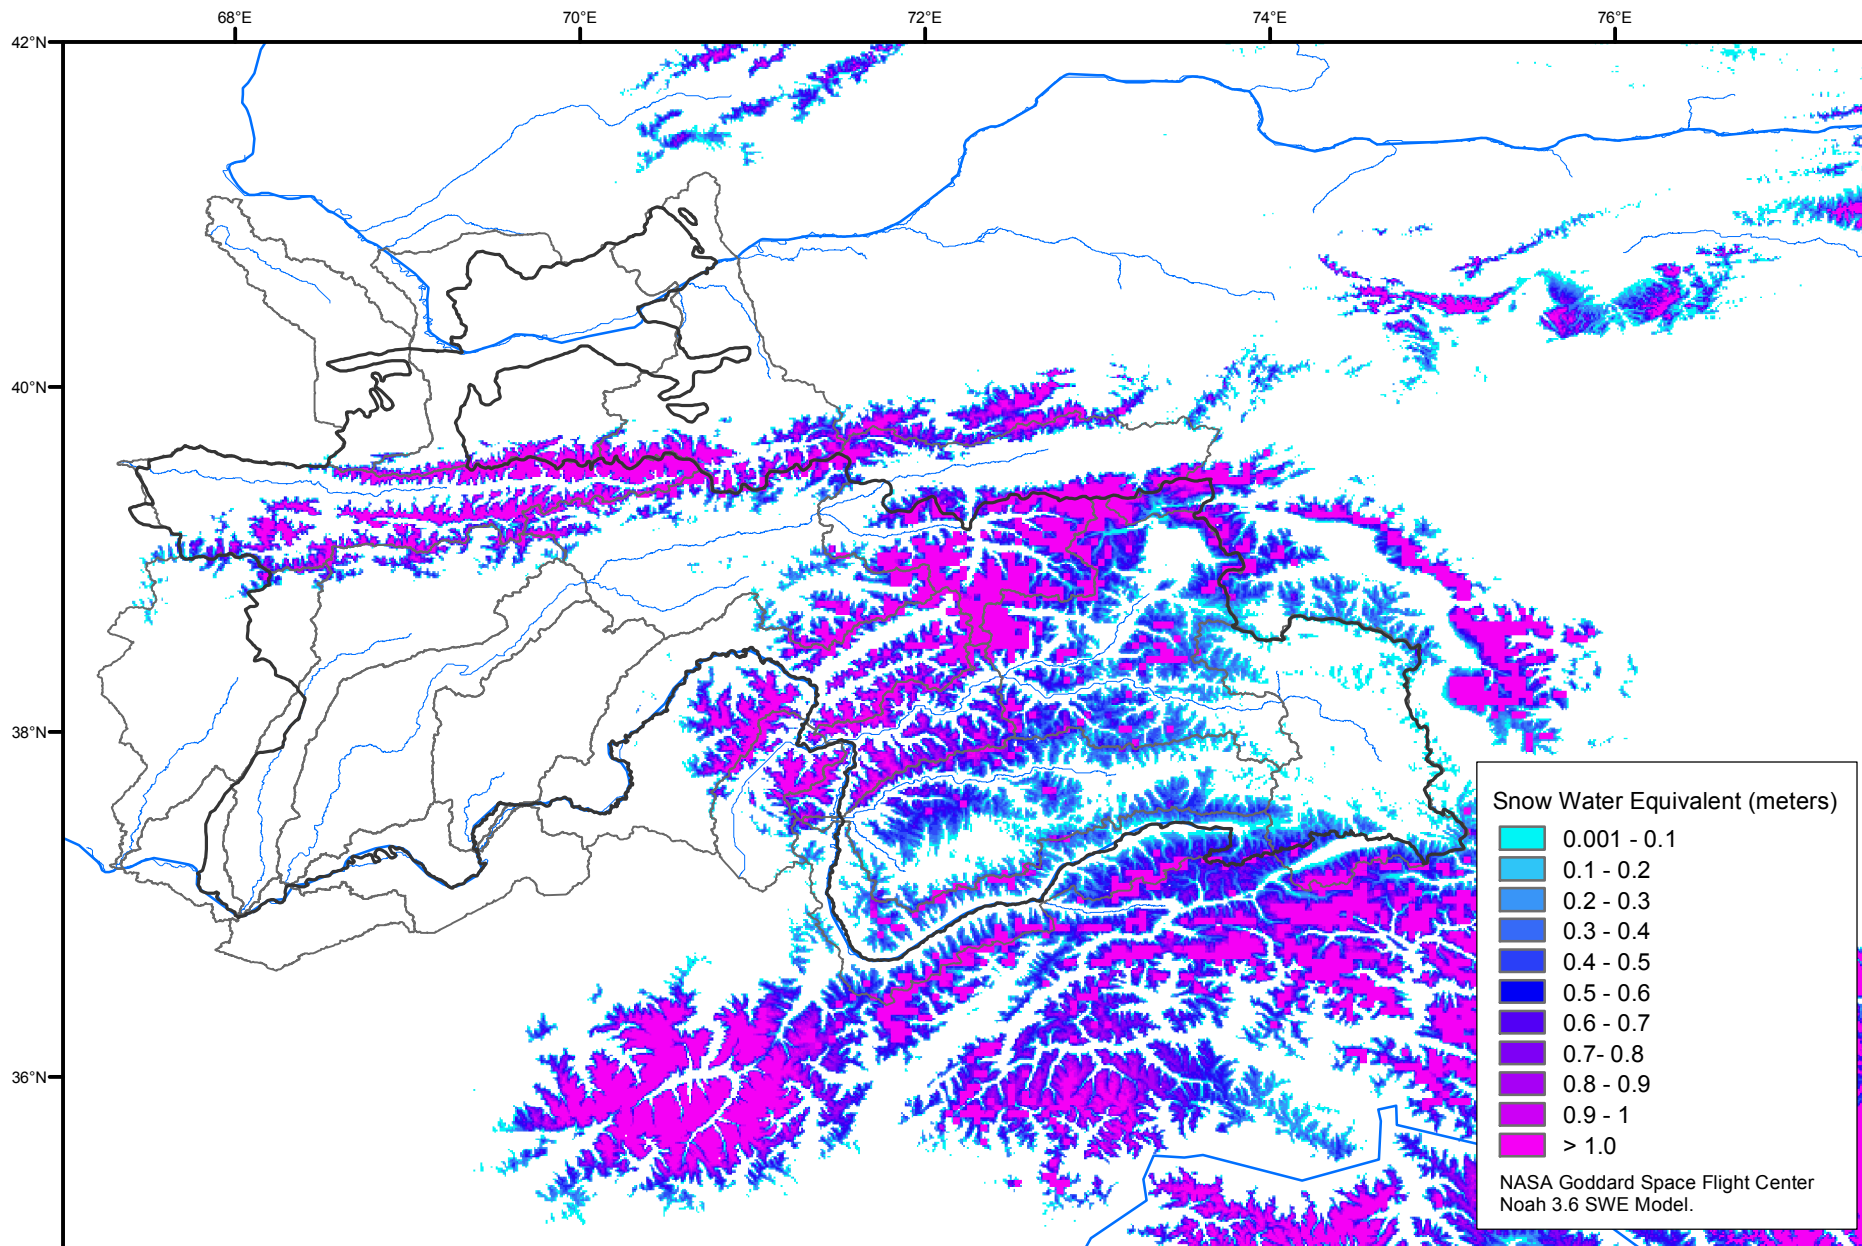 68°E
70°E
72°E
74°E
76°E
42°N
40°N
38°N
36°N
Snow Water Equivalent (meters)
0.001 - 0.1
0.1 - 0.2
0.2 - 0.3
0.3 - 0.4
0.4 - 0.5
0.5 - 0.6
0.6 - 0.7
0.7- 0.8
0.8 - 0.9
0.9 - 1
> 1.0
NASA Goddard Space Flight Center
Noah 3.6 SWE Model.